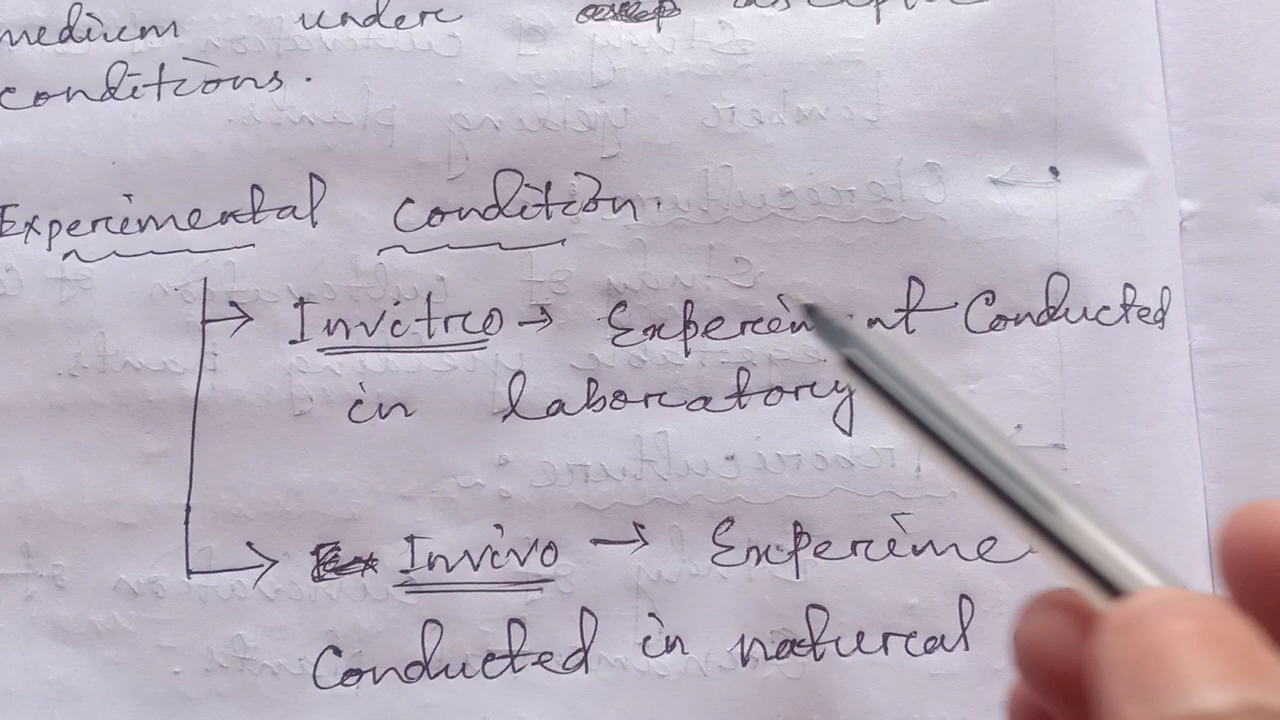 medium under
conditions.
Experimental condition.
Invitro → Experiment Conducted
in laboratory
Invivo → Experime
Conducted in natural